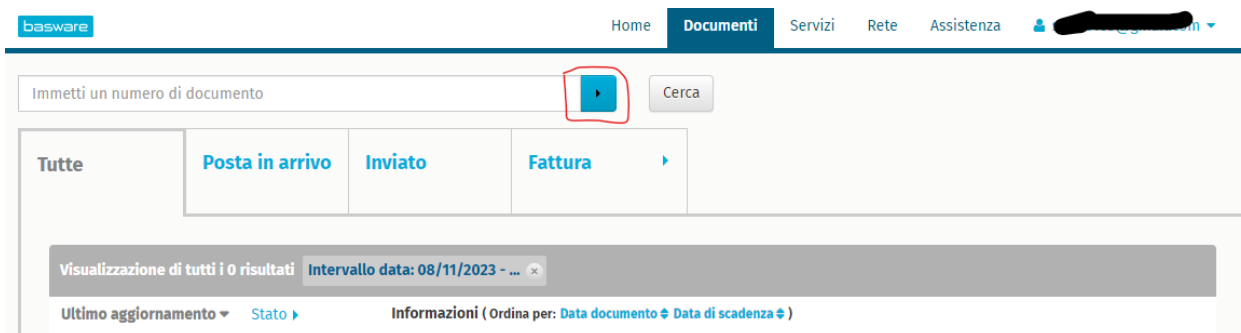 basware Home Documenti Servizi Rete Assistenza
Immetti un numero di documento Cerca
Tutte Posta in arrivo Inviato Fattura
Visualizzazione di tutti i 0 risultati Intervallo data: 08/11/2023 - ...
Ultimo aggiornamento Stato Informazioni ( Ordina per: Data documento Data di scadenza )